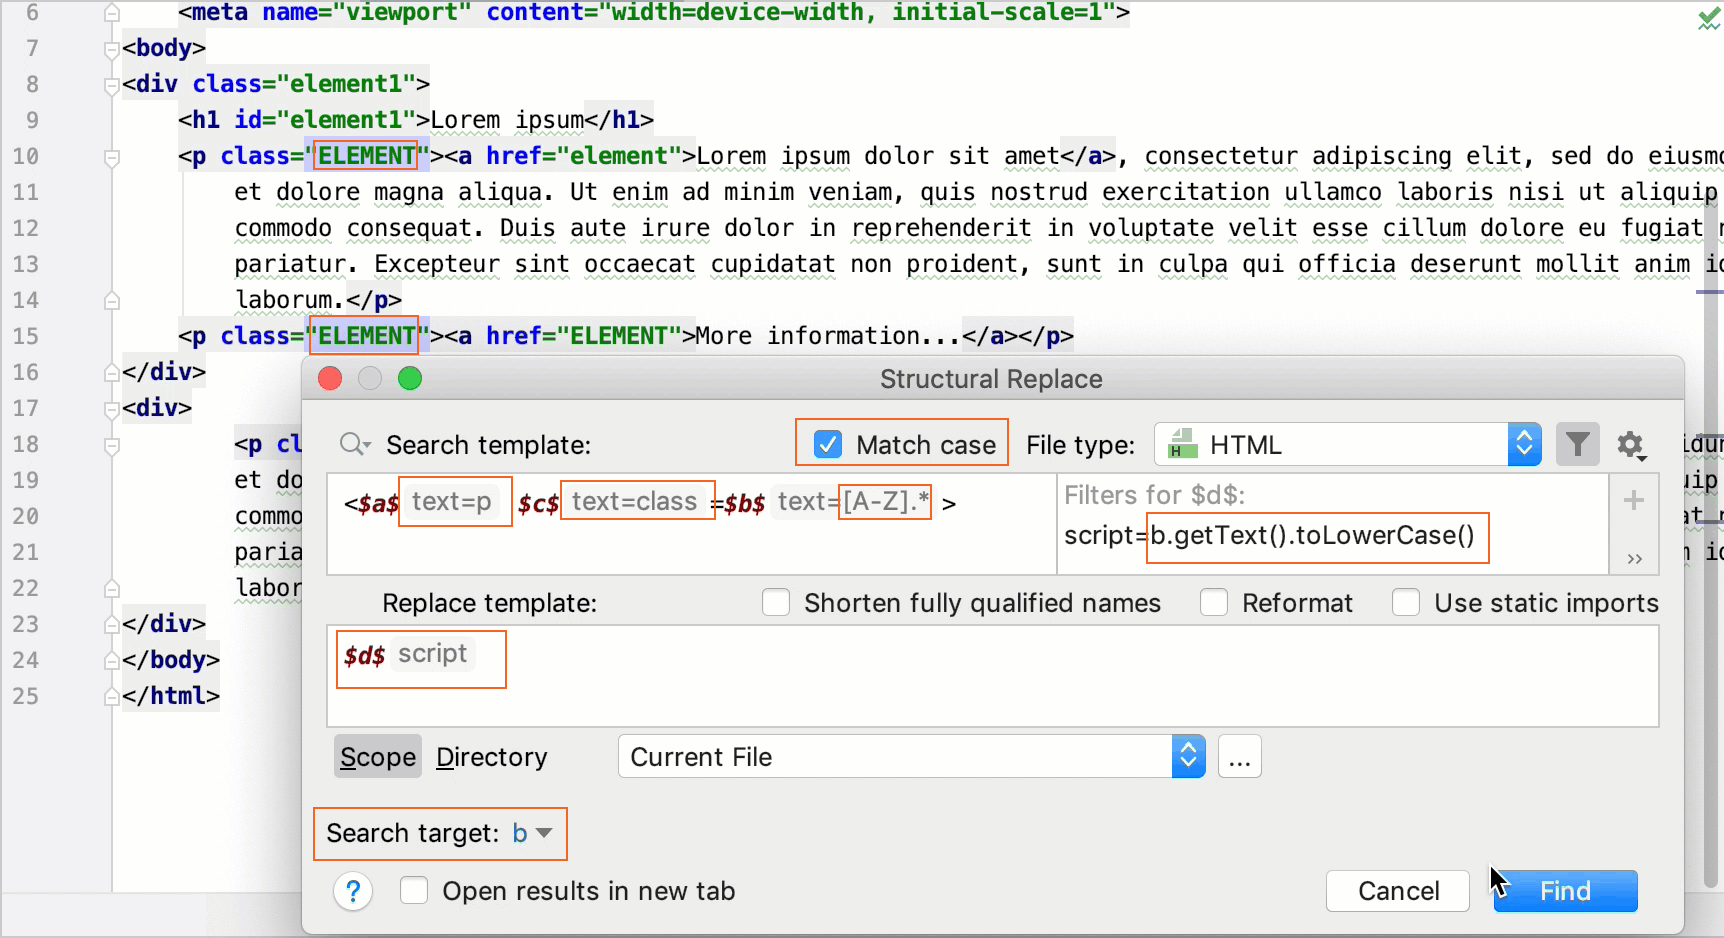 6 <meta name="viewport" content="width=device-width, initial-scale=1">
7 <body>
8 <div class="element1">
9 <h1 id="element1">Lorem ipsum</h1>
10 <p class="ELEMENT"><a href="element">Lorem ipsum dolor sit amet</a>, consectetur adipiscing elit, sed do eiusmo
11 et dolore magna aliqua. Ut enim ad minim veniam, quis nostrud exercitation ullamco laboris nisi ut aliquip
12 commodo consequat. Duis aute irure dolor in reprehenderit in voluptate velit esse cillum dolore eu fugiat
13 pariatur. Excepteur sint occaecat cupidatat non proident, sunt in culpa qui officia deserunt mollit anim id
14 laborum.</p>
15 <p class="ELEMENT"><a href="ELEMENT">More information...</a></p>
16 </div>
17 <div>
18 <p cl
19 et do
20 commo
21 paria
22 labor
23 </div>
24 </body>
25 </html>
Structural Replace
Search template: Match case File type: HTML
<$a$ text=p $c$ text=class =$b$ text=[A-Z].* >
Filters for $d$:
script=b.getText().toLowerCase()
Replace template: Shorten fully qualified names Reformat Use static imports
$d$ script
Scope Directory Current File ...
Search target: b
? Open results in new tab Cancel Find